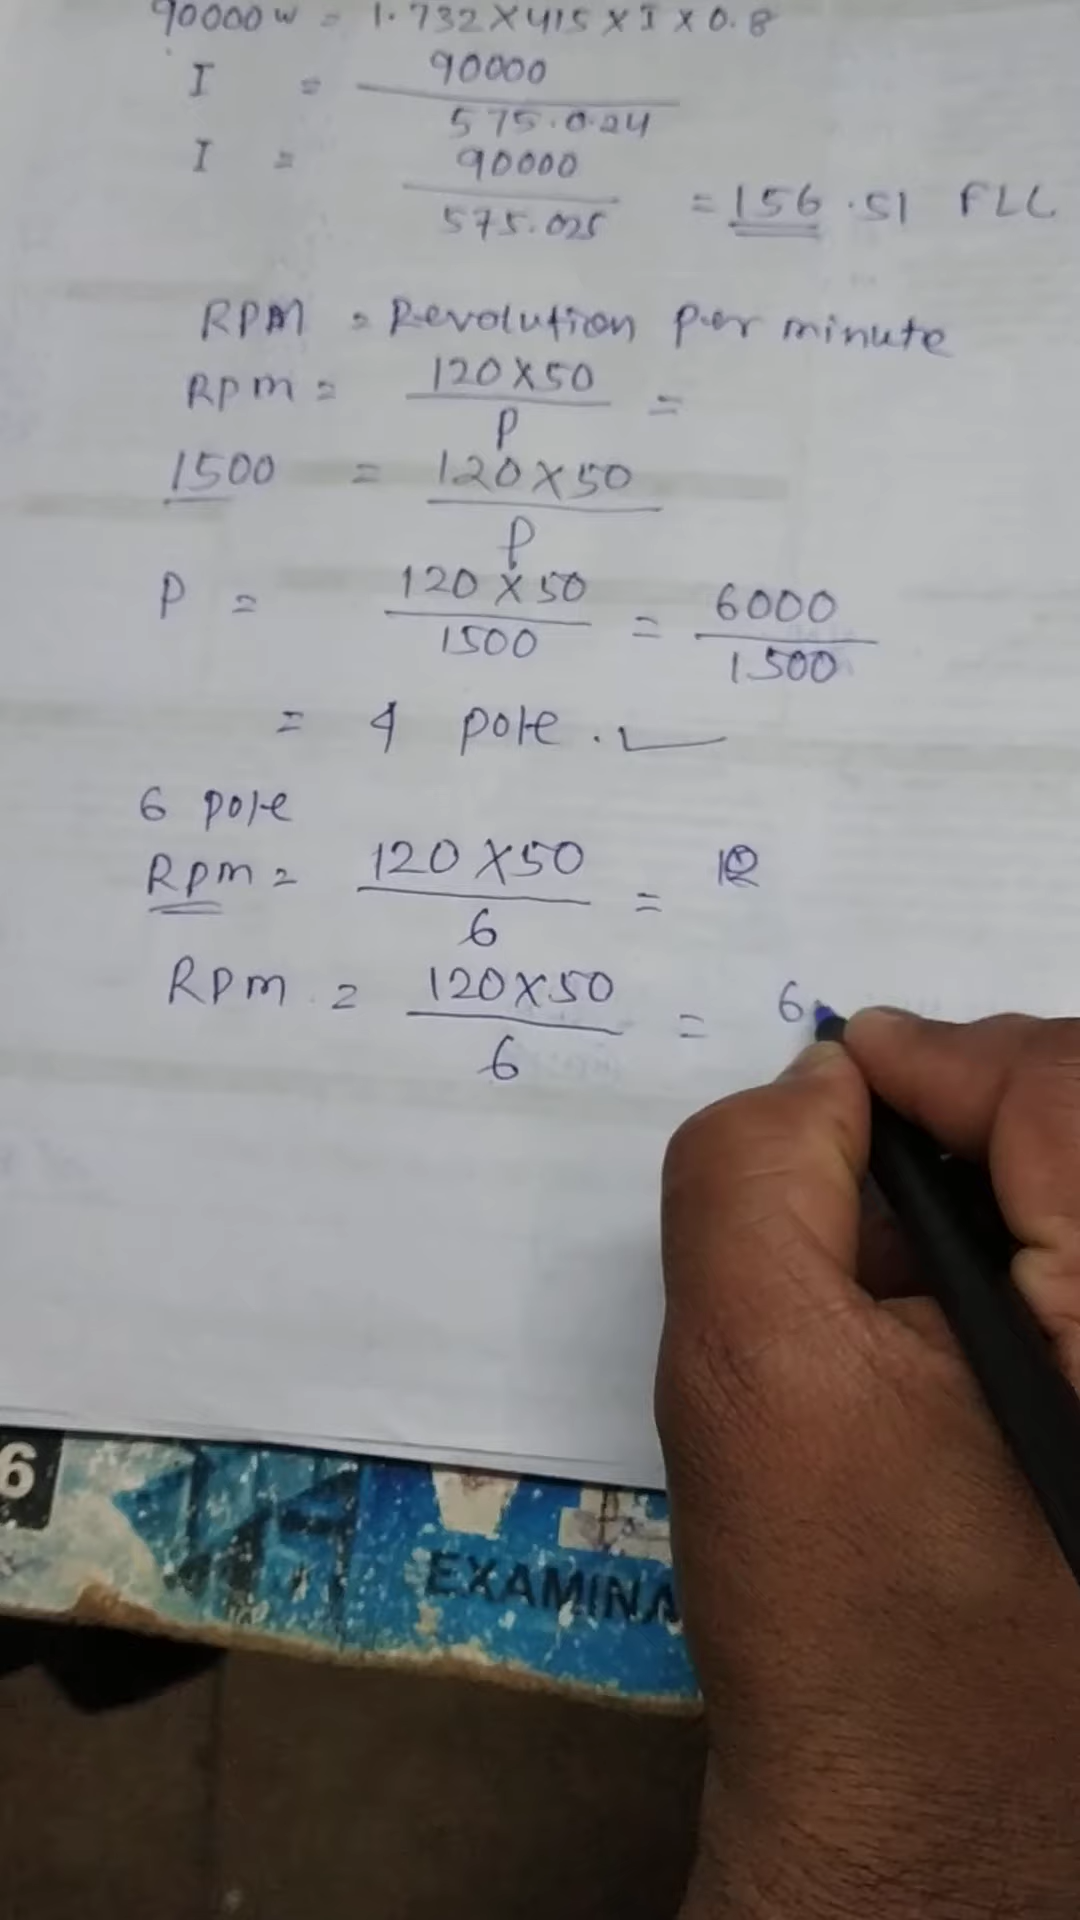 90000 w = 1.732 X 415 X I X 0.8
I = 90000 / 575.024
I = 90000 / 575.025 = 156.51 FLC
RPM = Revolution per minute
Rpm = 120 X 50 / P =
1500 = 120 X 50 / P
P = 120 X 50 / 1500 = 6000 / 1500
= 4 pole.
6 pole
Rpm = 120 X 50 / 6 =
RPm = 120 X 50 / 6 = 6
6
EXAMINA